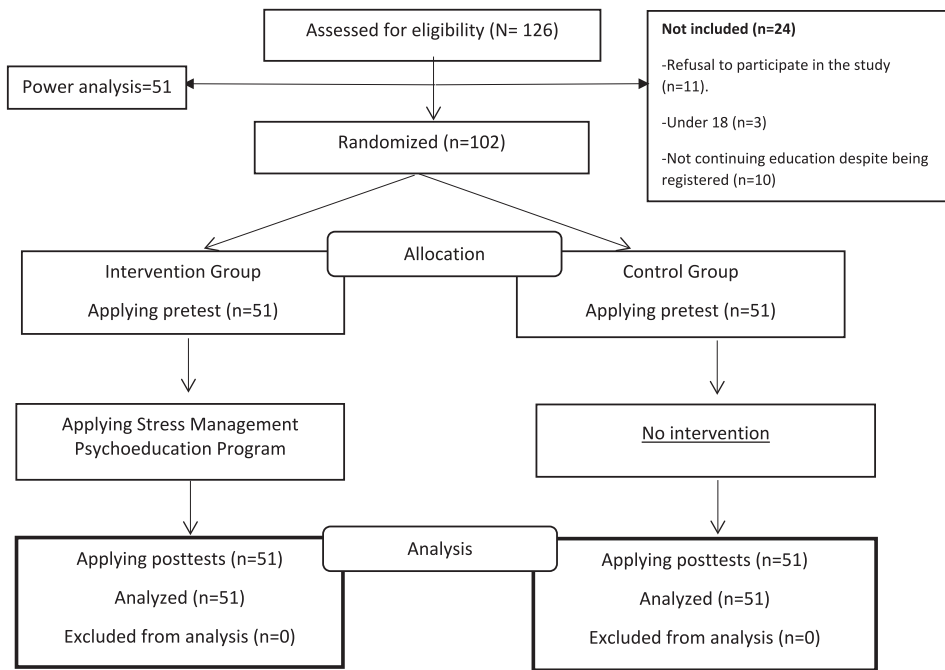 Assessed for eligibility (N= 126)
Not included (n=24)
-Refusal to participate in the study
(n=11).
-Under 18 (n=3)
-Not continuing education despite being
registered (n=10)
Power analysis=51
Randomized (n=102)
Allocation
Intervention Group
Applying pretest (n=51)
Control Group
Applying pretest (n=51)
Applying Stress Management
Psychoeducation Program
No intervention
Analysis
Applying posttests (n=51)
Analyzed (n=51)
Excluded from analysis (n=0)
Applying posttests (n=51)
Analyzed (n=51)
Excluded from analysis (n=0)